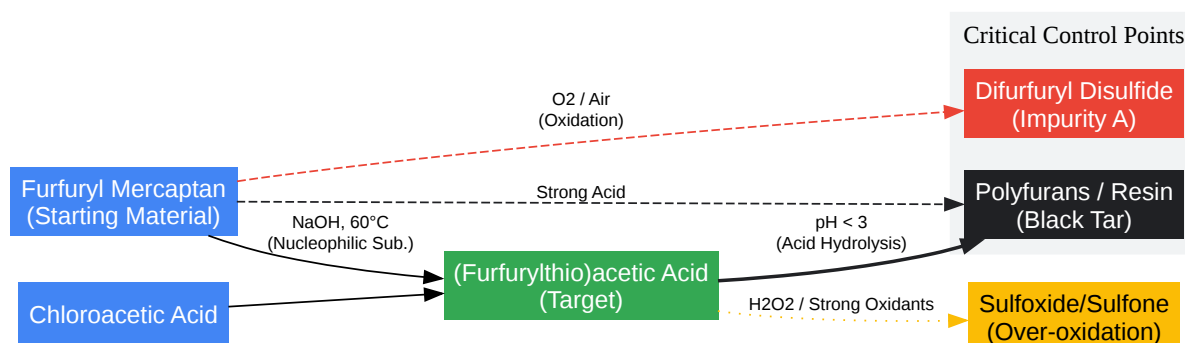 Critical Control Points
Difurfuryl Disulfide
(Impurity A)
O2 / Air
(Oxidation)
Furfuryl Mercaptan
(Starting Material)
Strong Acid
Polyfurans / Resin
(Black Tar)
NaOH, 60°C
(Nucleophilic Sub.)
pH < 3
(Acid Hydrolysis)
(Furfurylthio)acetic Acid
(Target)
Chloroacetic Acid
H2O2 / Strong Oxidants
Sulfoxide/Sulfone
(Over-oxidation)